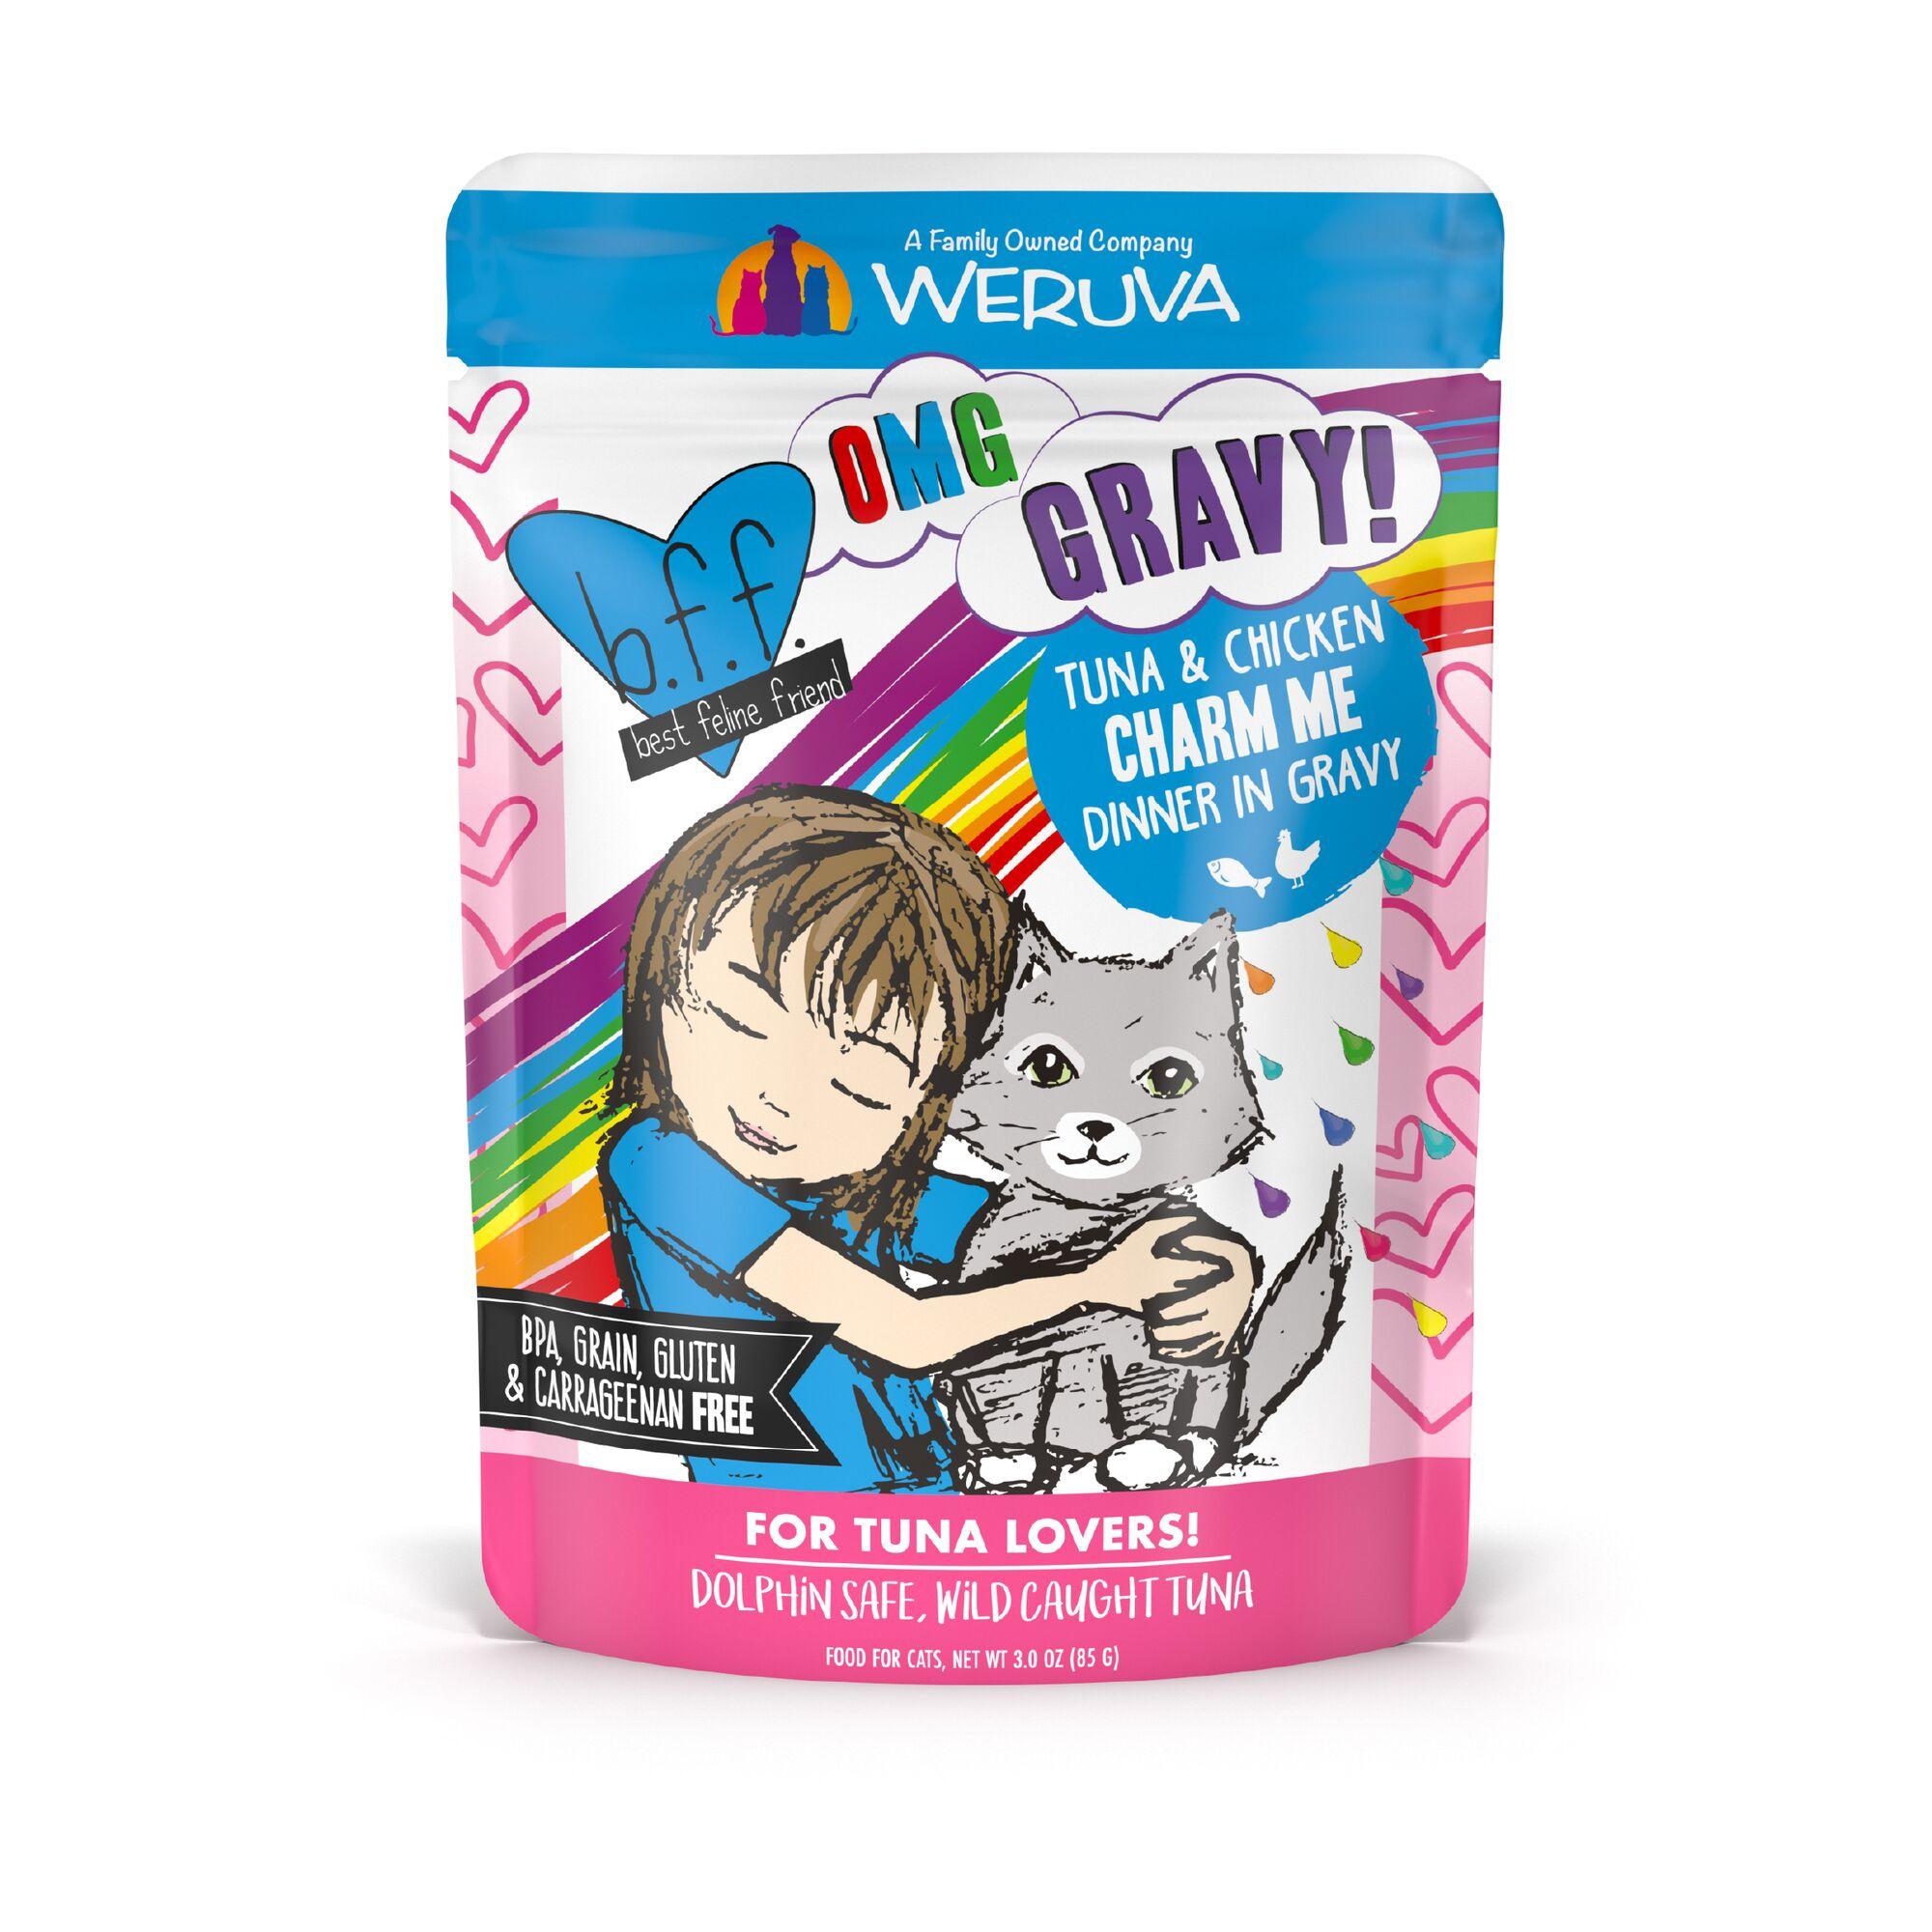 A Family Owned Company
WERUVA
OMG
GRAVY!
b.f.f.
best feline friend
TUNA & CHICKEN
CHARM ME
DINNER IN GRAVY
BPA, GRAIN, GLUTEN
& CARRAGEENAN FREE
FOR TUNA LOVERS!
DOLPHIN SAFE, WILD CAUGHT TUNA
FOOD FOR CATS, NET WT 3.0 OZ (85 G)